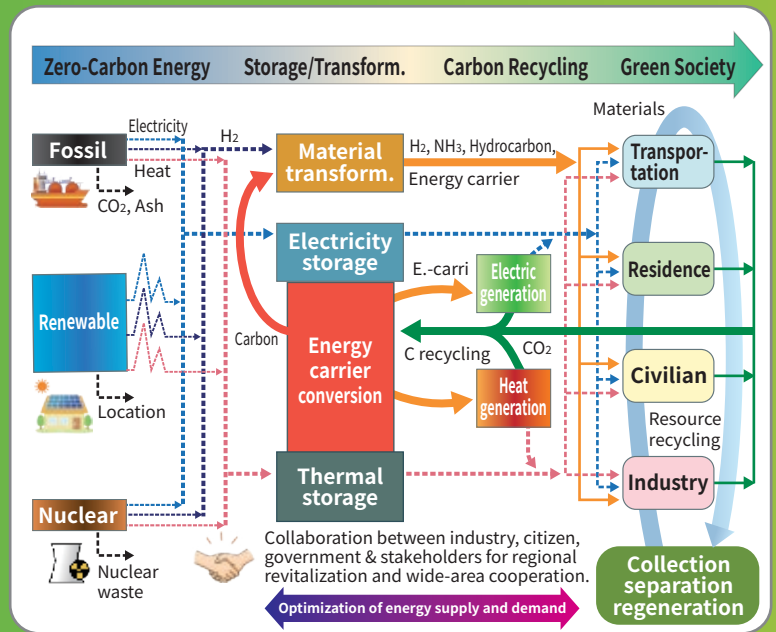 Zero-Carbon Energy
Storage/Transform.
Carbon Recycling
Green Society
Materials
Electricity
H2
Fossil
Heat
CO2, Ash
Material
transform.
H2, NH3, Hydrocarbon,
Energy carrier
Transpor-
tation
Electricity
storage
E.-carri
Electric
generation
Residence
Renewable
Carbon
Energy
carrier
conversion
C recycling
CO2
Heat
generation
Civilian
Location
Resource
recycling
Thermal
storage
Industry
Nuclear
Nuclear
waste
Collaboration between industry, citizen,
government & stakeholders for regional
revitalization and wide-area cooperation.
Optimization of energy supply and demand
Collection
separation
regeneration